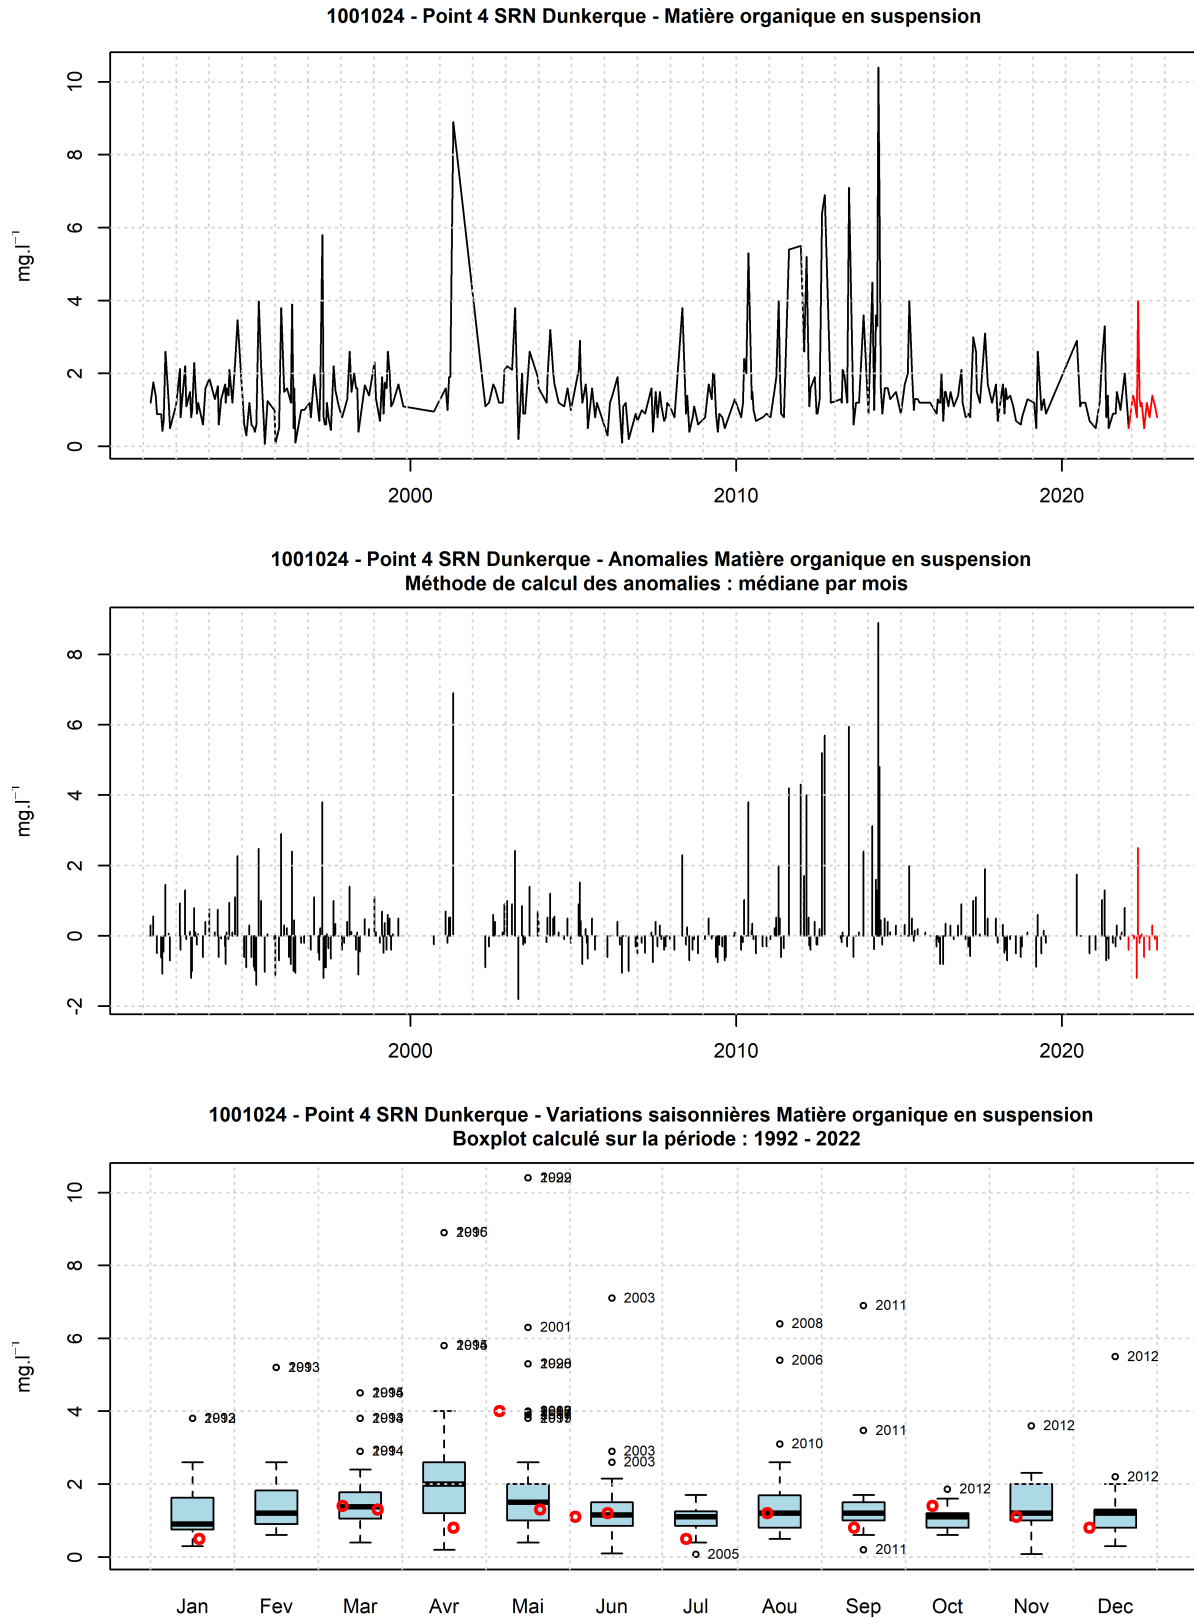 1001024 - Point 4 SRN Dunkerque - Matière organique en suspension
10
8
6
4
2
0
mg.l⁻¹
2000
2010
2020
1001024 - Point 4 SRN Dunkerque - Anomalies Matière organique en suspension
Méthode de calcul des anomalies : médiane par mois
8
6
4
2
0
-2
mg.l⁻¹
2000
2010
2020
1001024 - Point 4 SRN Dunkerque - Variations saisonnières Matière organique en suspension
Boxplot calculé sur la période : 1992 - 2022
10
8
6
4
2
0
mg.l⁻¹
2003
2011
2001
2008
2006
2012
2011
2012
2010
2003
2003
2012
2012
2005
2011
Jan
Fev
Mar
Avr
Mai
Jun
Jul
Aou
Sep
Oct
Nov
Dec